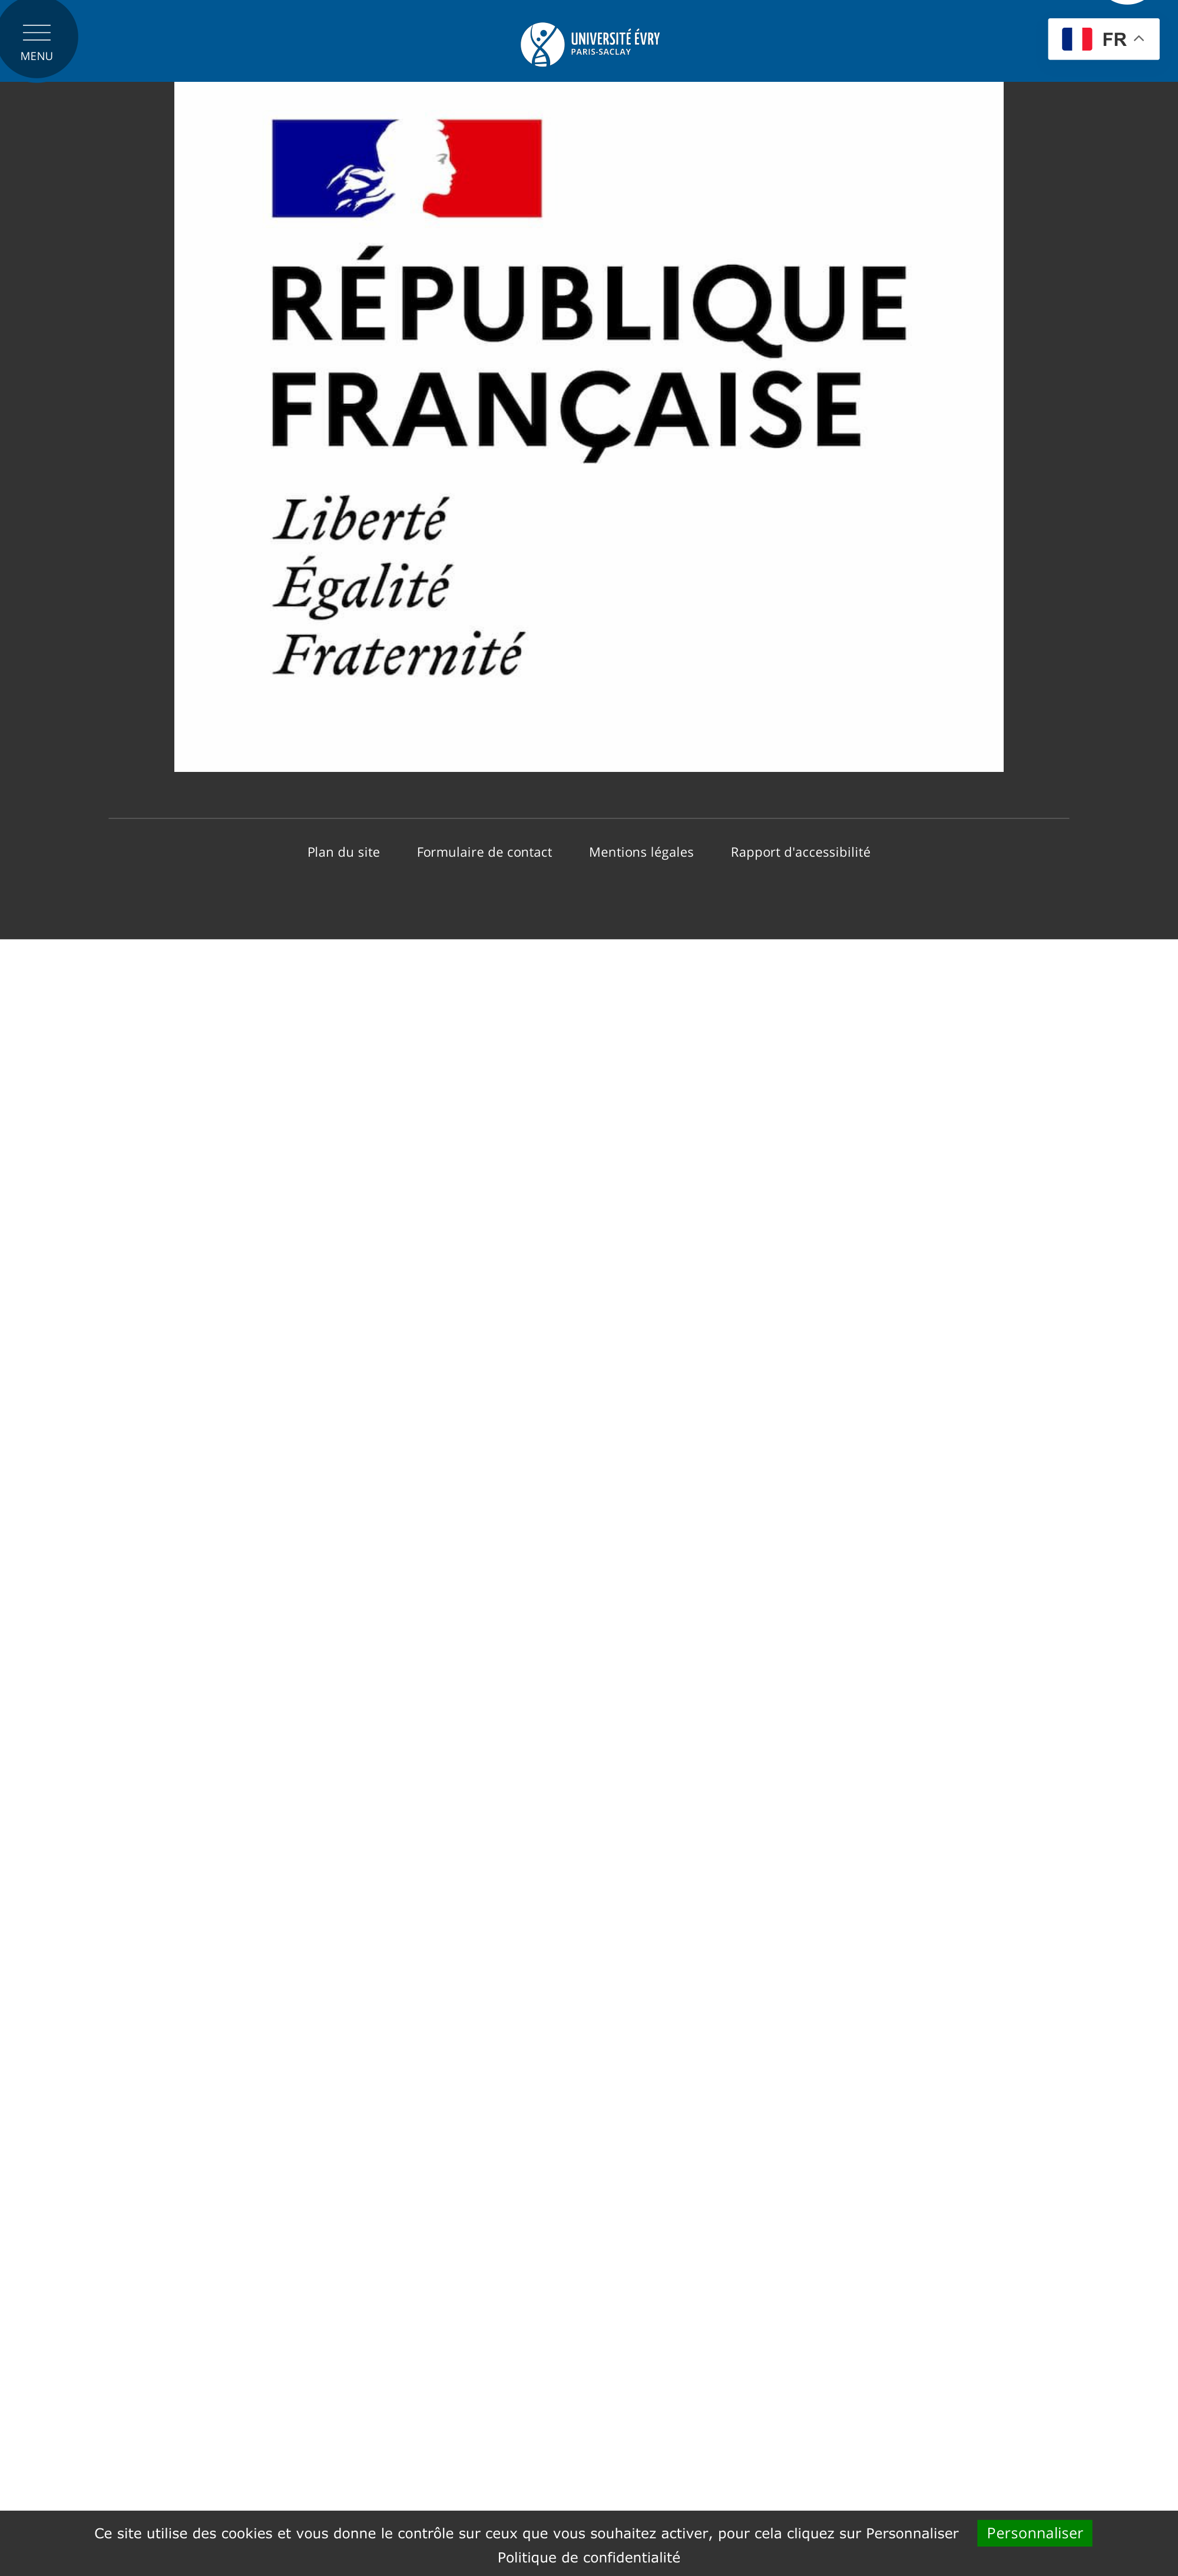 MENU
UNIVERSITÉ ÉVRY
PARIS-SACLAY
FR
RÉPUBLIQUE
FRANÇAISE
Liberté
Égalité
Fraternité
Plan du site
Formulaire de contact
Mentions légales
Rapport d'accessibilité
Ce site utilise des cookies et vous donne le contrôle sur ceux que vous souhaitez activer, pour cela cliquez sur Personnaliser
Personnaliser
Politique de confidentialité